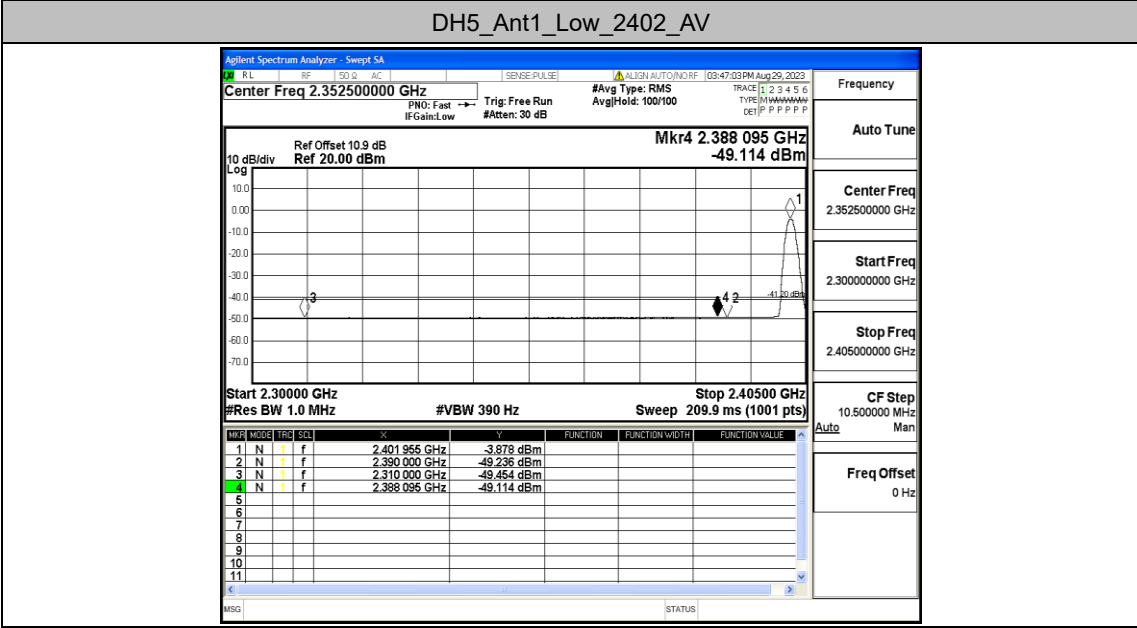 DH5_Ant1_Low_2402_AV
Agilent Spectrum Analyzer - Swept SA
RL RF 50 Ω AC SENSE:PULSE ALIGN AUTO/NO RF 03:47:03 PM Aug 29, 2023
Center Freq 2.352500000 GHz
PNO: Fast
IFGain:Low
Trig: Free Run
#Atten: 30 dB
#Avg Type: RMS
Avg|Hold: 100/100
TRACE 1 2 3 4 5 6
TYPE M WWWWW
DET P P P P P P
Ref Offset 10.9 dB
10 dB/div Ref 20.00 dBm
Log
Mkr4 2.388 095 GHz
-49.114 dBm
10.0
0.00
-10.0
-20.0
-30.0
-40.0
-50.0
-60.0
-70.0
1
3
4 2
-41.20 dBm
Start 2.30000 GHz Stop 2.40500 GHz
#Res BW 1.0 MHz #VBW 390 Hz Sweep 209.9 ms (1001 pts)
MKR MODE TRC SCL X Y FUNCTION FUNCTION WIDTH FUNCTION VALUE
1 N 1 f 2.401 955 GHz -3.878 dBm
2 N 1 f 2.390 000 GHz -49.236 dBm
3 N 1 f 2.310 000 GHz -49.454 dBm
4 N 1 f 2.388 095 GHz -49.114 dBm
5
6
7
8
9
10
11
MSG STATUS
Frequency
Auto Tune
Center Freq
2.352500000 GHz
Start Freq
2.300000000 GHz
Stop Freq
2.405000000 GHz
CF Step
10.500000 MHz
Auto Man
Freq Offset
0 Hz